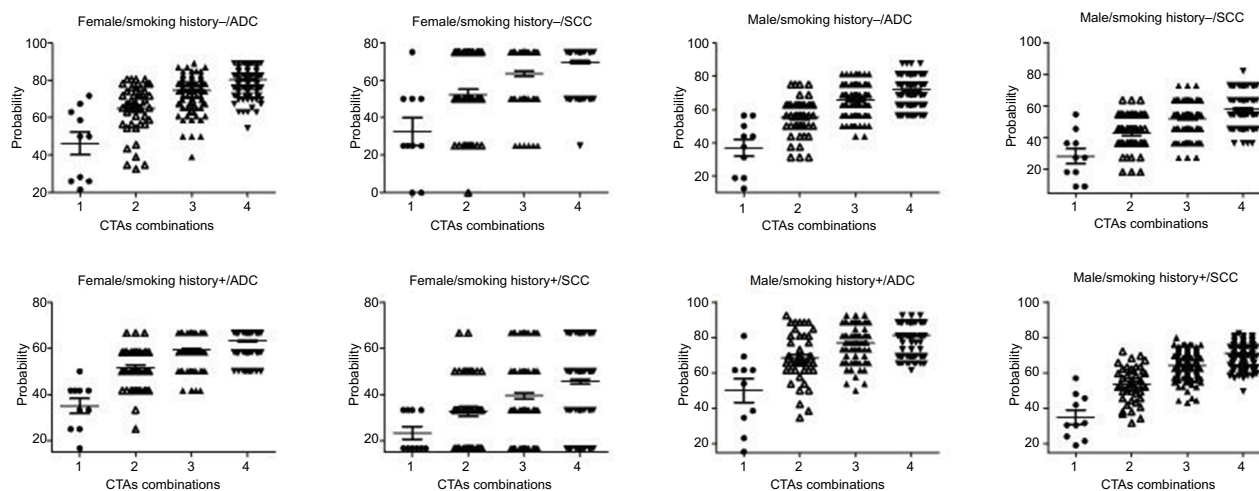 Female/smoking history–/ADC
Probability
100
80
60
40
20
1 2 3 4
CTAs combinations
Female/smoking history–/SCC
Probability
80
60
40
20
0
1 2 3 4
CTAs combinations
Male/smoking history–/ADC
Probability
100
80
60
40
20
1 2 3 4
CTAs combinations
Male/smoking history–/SCC
Probability
100
80
60
40
20
1 2 3 4
CTAs combinations
Female/smoking history+/ADC
Probability
80
60
40
20
1 2 3 4
CTAs combinations
Female/smoking history+/SCC
Probability
80
60
40
20
1 2 3 4
CTAs combinations
Male/smoking history+/ADC
Probability
100
80
60
40
20
1 2 3 4
CTAs combinations
Male/smoking history+/SCC
Probability
100
80
60
40
20
1 2 3 4
CTAs combinations